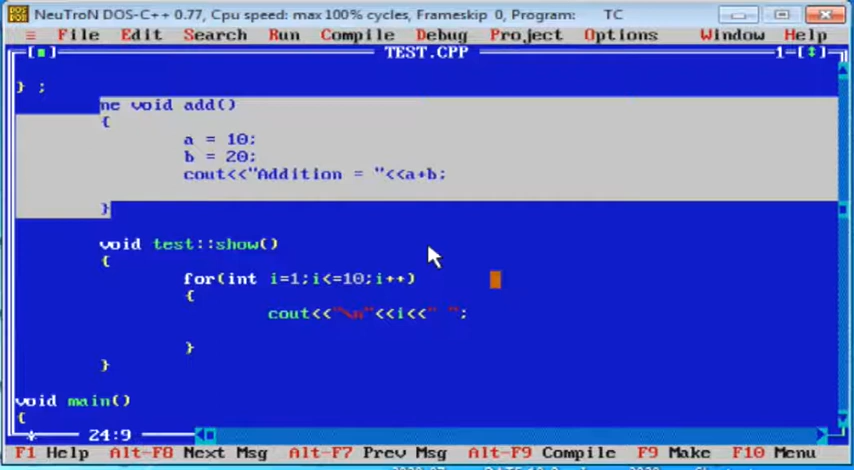 NeuTroN DOS-C++ 0.77, Cpu speed: max 100% cycles, Frameskip 0, Program: TC
≡ File Edit Search Run Compile Debug Project Options Window Help
[■] TEST.CPP 1=[↕]
} ;
ne void add()
{
a = 10;
b = 20;
cout<<"Addition = "<<a+b;
}
void test::show()
{
for(int i=1;i<=10;i++)
{
cout<<"\n"<<i<<" ";
}
}
void main()
{
* 24:9
F1 Help Alt-F8 Next Msg Alt-F7 Prev Msg Alt-F9 Compile F9 Make F10 Menu